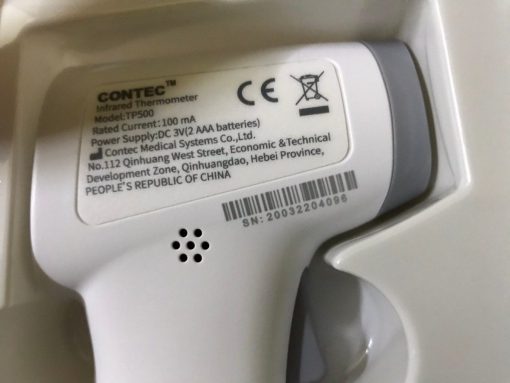 CONTEC™
Infrared Thermometer
Model:TP500
Rated Current:100 mA
Power Supply:DC 3V(2 AAA batteries)
Contec Medical Systems Co.,Ltd.
No.112 Qinhuang West Street, Economic &Technical
Development Zone, Qinhuangdao, Hebei Province,
PEOPLE'S REPUBLIC OF CHINA
CE
SN: 20032204096